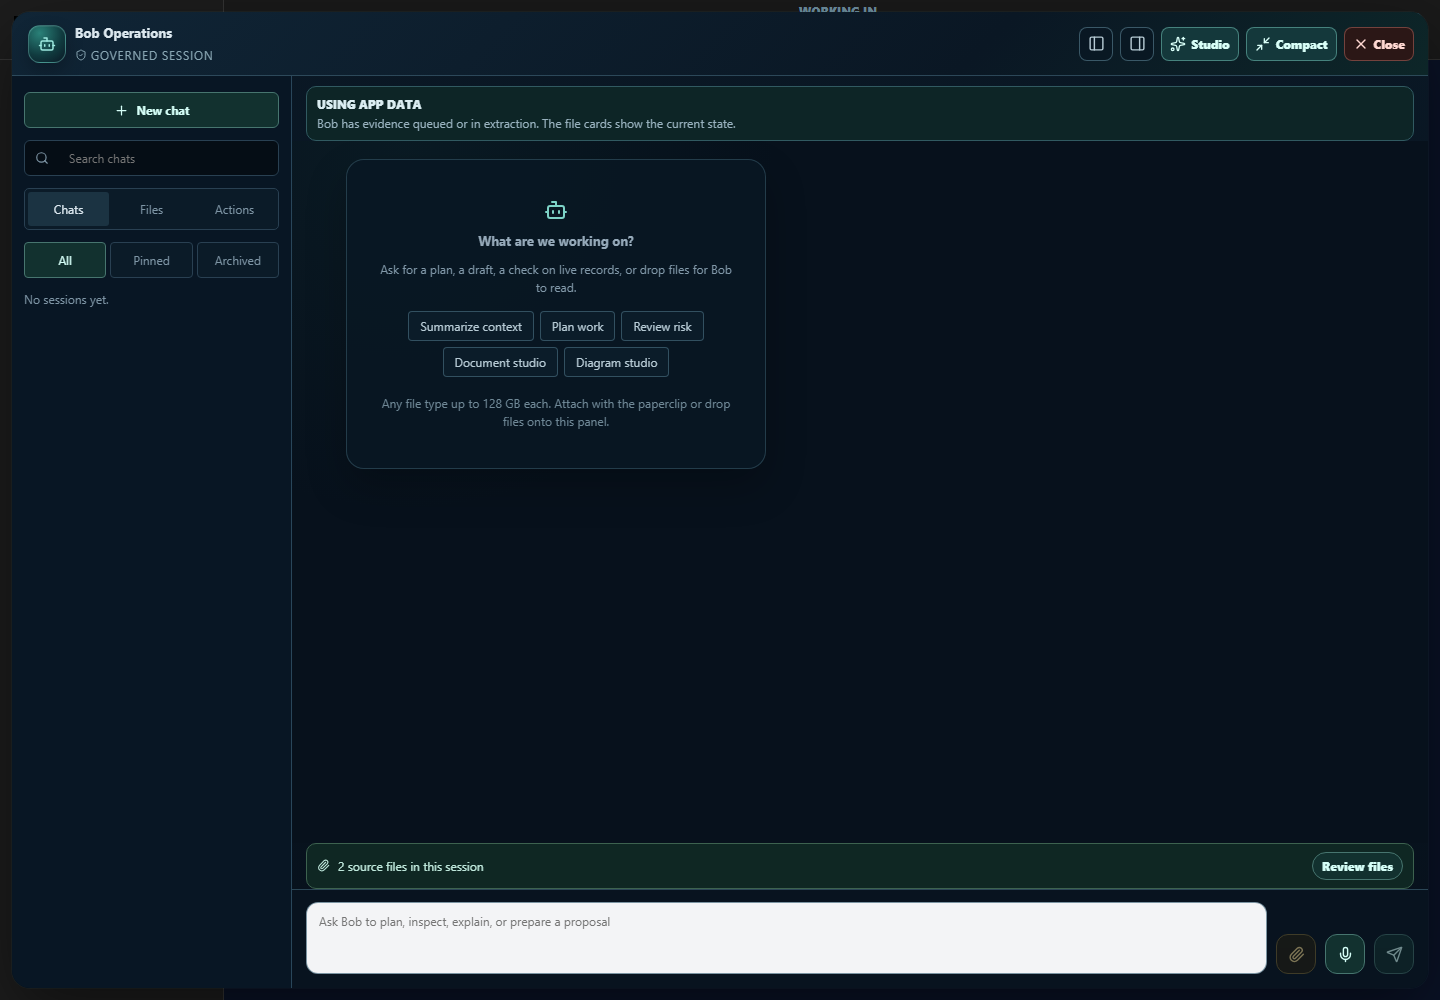 WORKING IN
Bob Operations
GOVERNED SESSION
Studio
Compact
Close
New chat
Search chats
Chats
Files
Actions
All
Pinned
Archived
No sessions yet.
USING APP DATA
Bob has evidence queued or in extraction. The file cards show the current state.
What are we working on?
Ask for a plan, a draft, a check on live records, or drop files for Bob
to read.
Summarize context
Plan work
Review risk
Document studio
Diagram studio
Any file type up to 128 GB each. Attach with the paperclip or drop
files onto this panel.
2 source files in this session
Review files
Ask Bob to plan, inspect, explain, or prepare a proposal